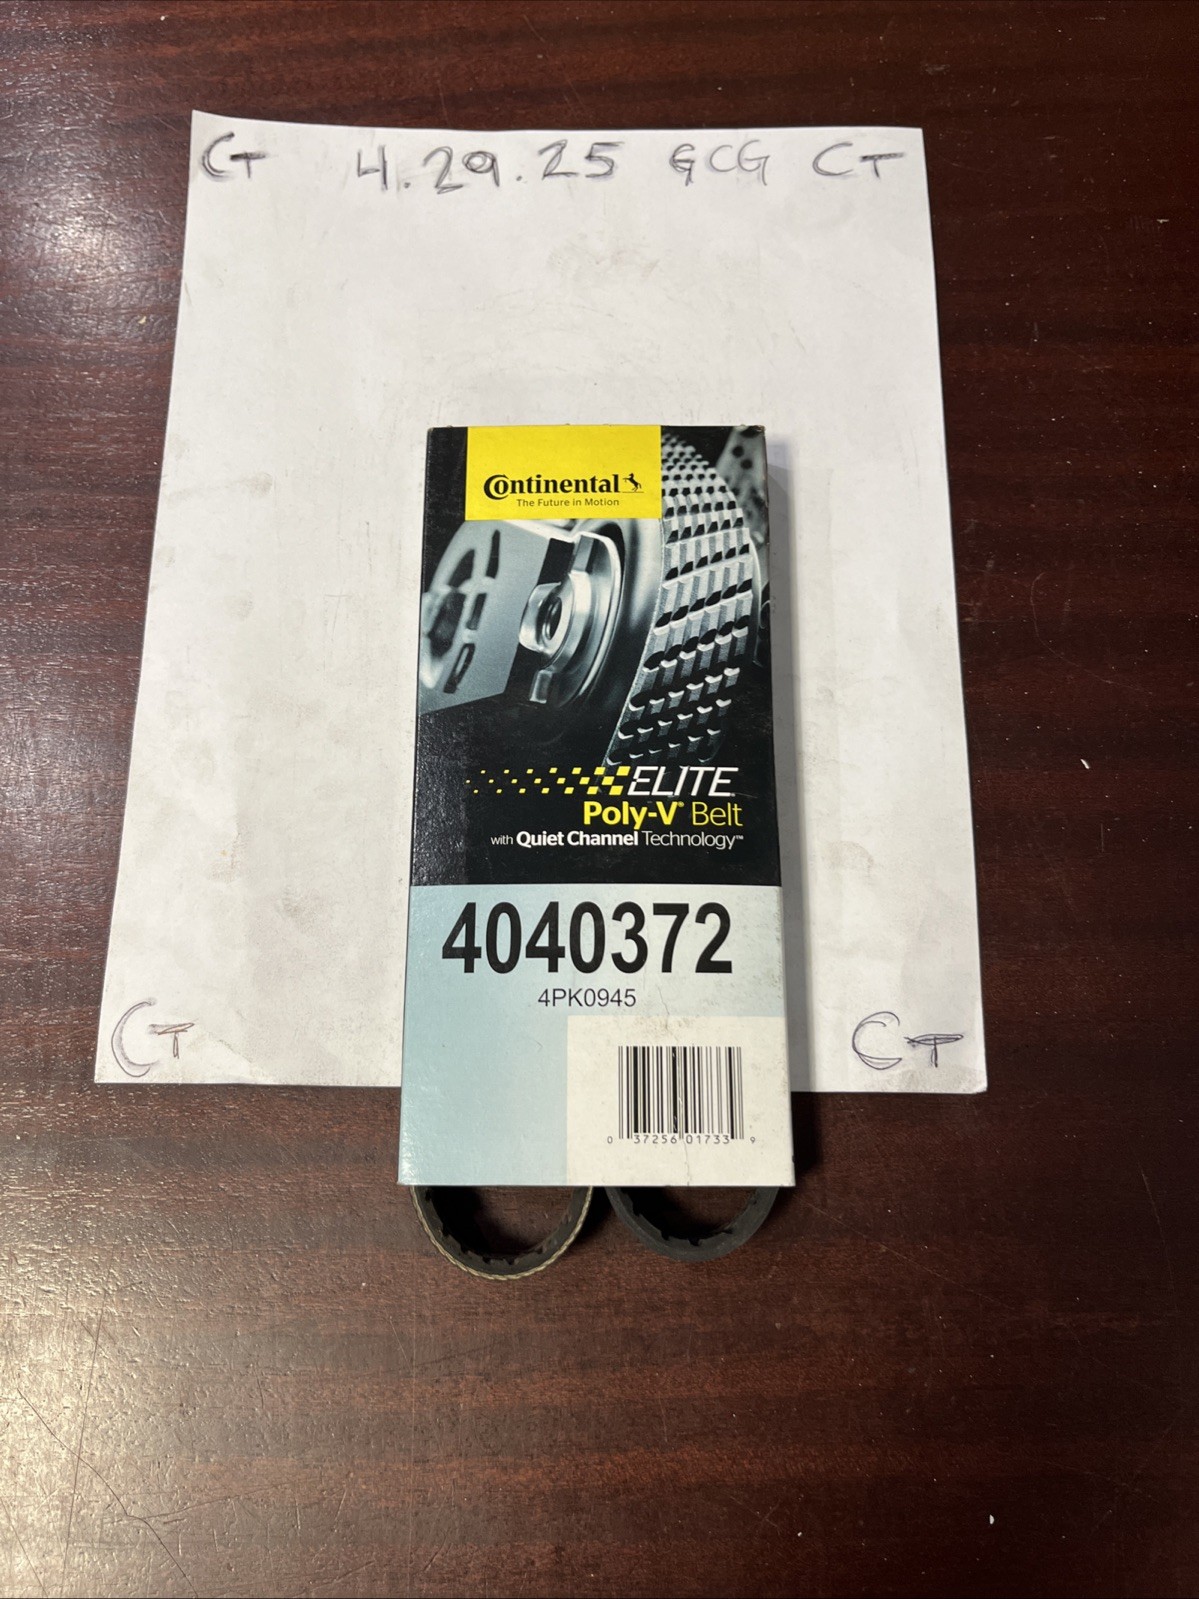 CT 4.29.25 GCG CT
Continental
The Future in Motion
ELITE
Poly-V® Belt
with Quiet Channel Technology™
4040372
4PK0945
0 37256 01733 9
CT CT